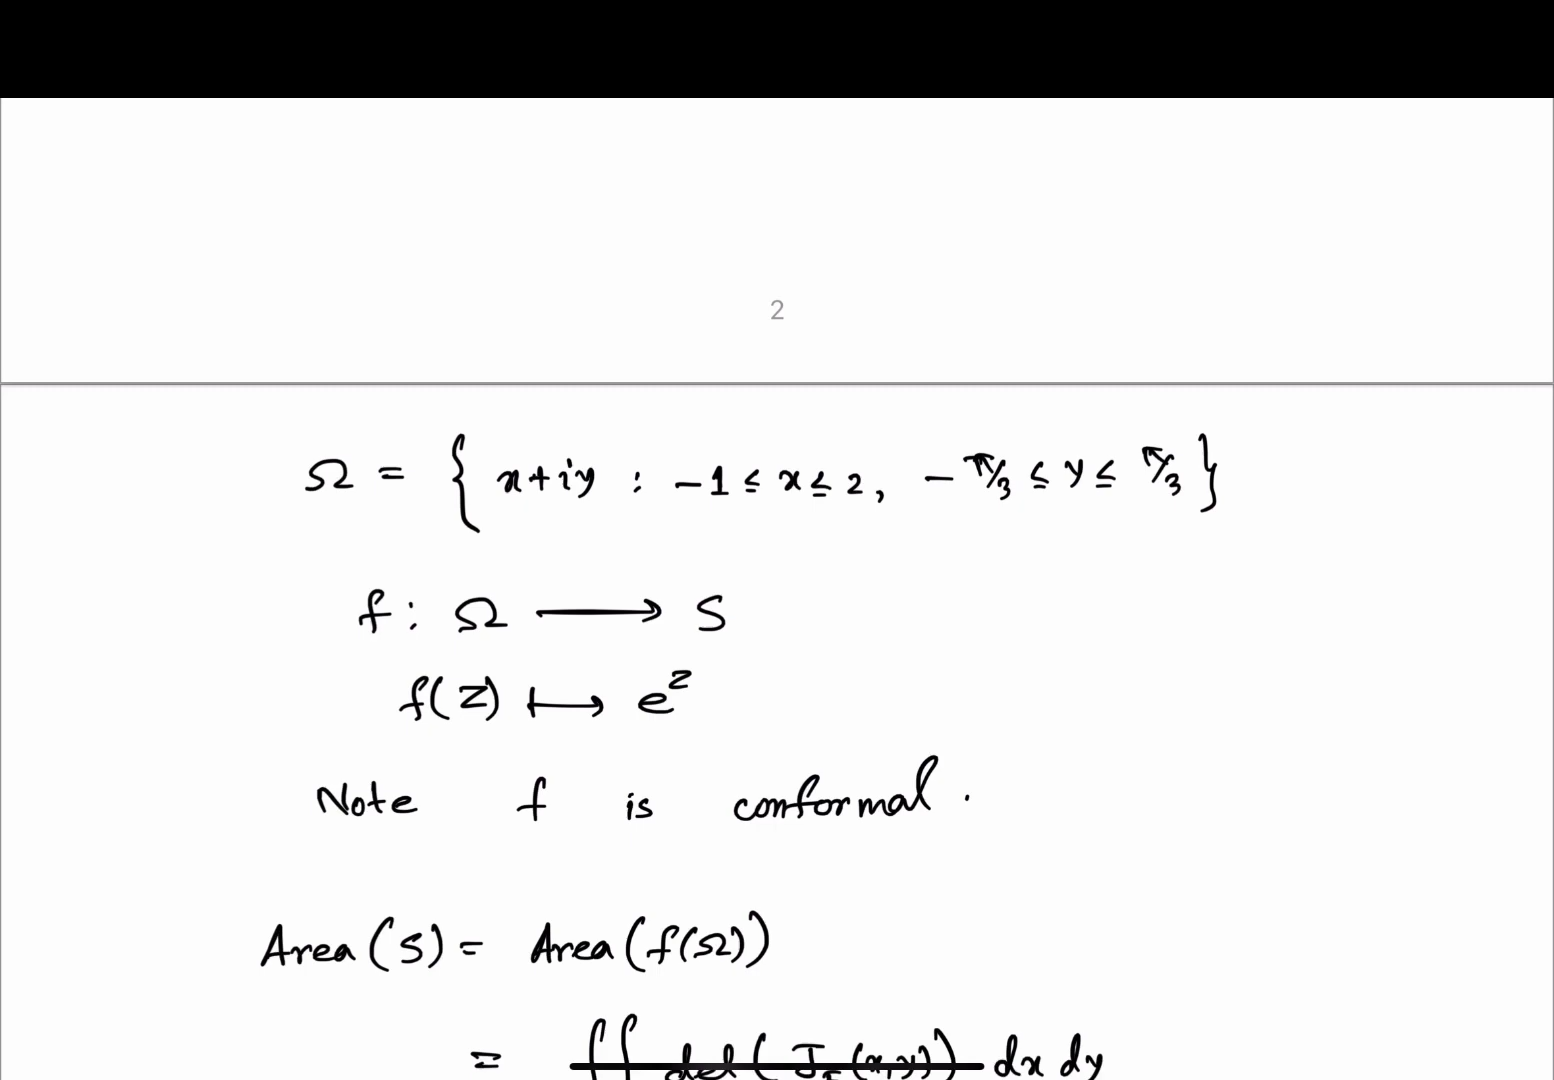 2
Ω = { x+iy : -1 ≤ x ≤ 2, -π/3 ≤ y ≤ π/3 }
f: Ω ⟶ S
f(z) ⟼ e^z
Note f is conformal.
Area(S) = Area(f(Ω))
= ∫∫ det( J_f(x,y)) dx dy